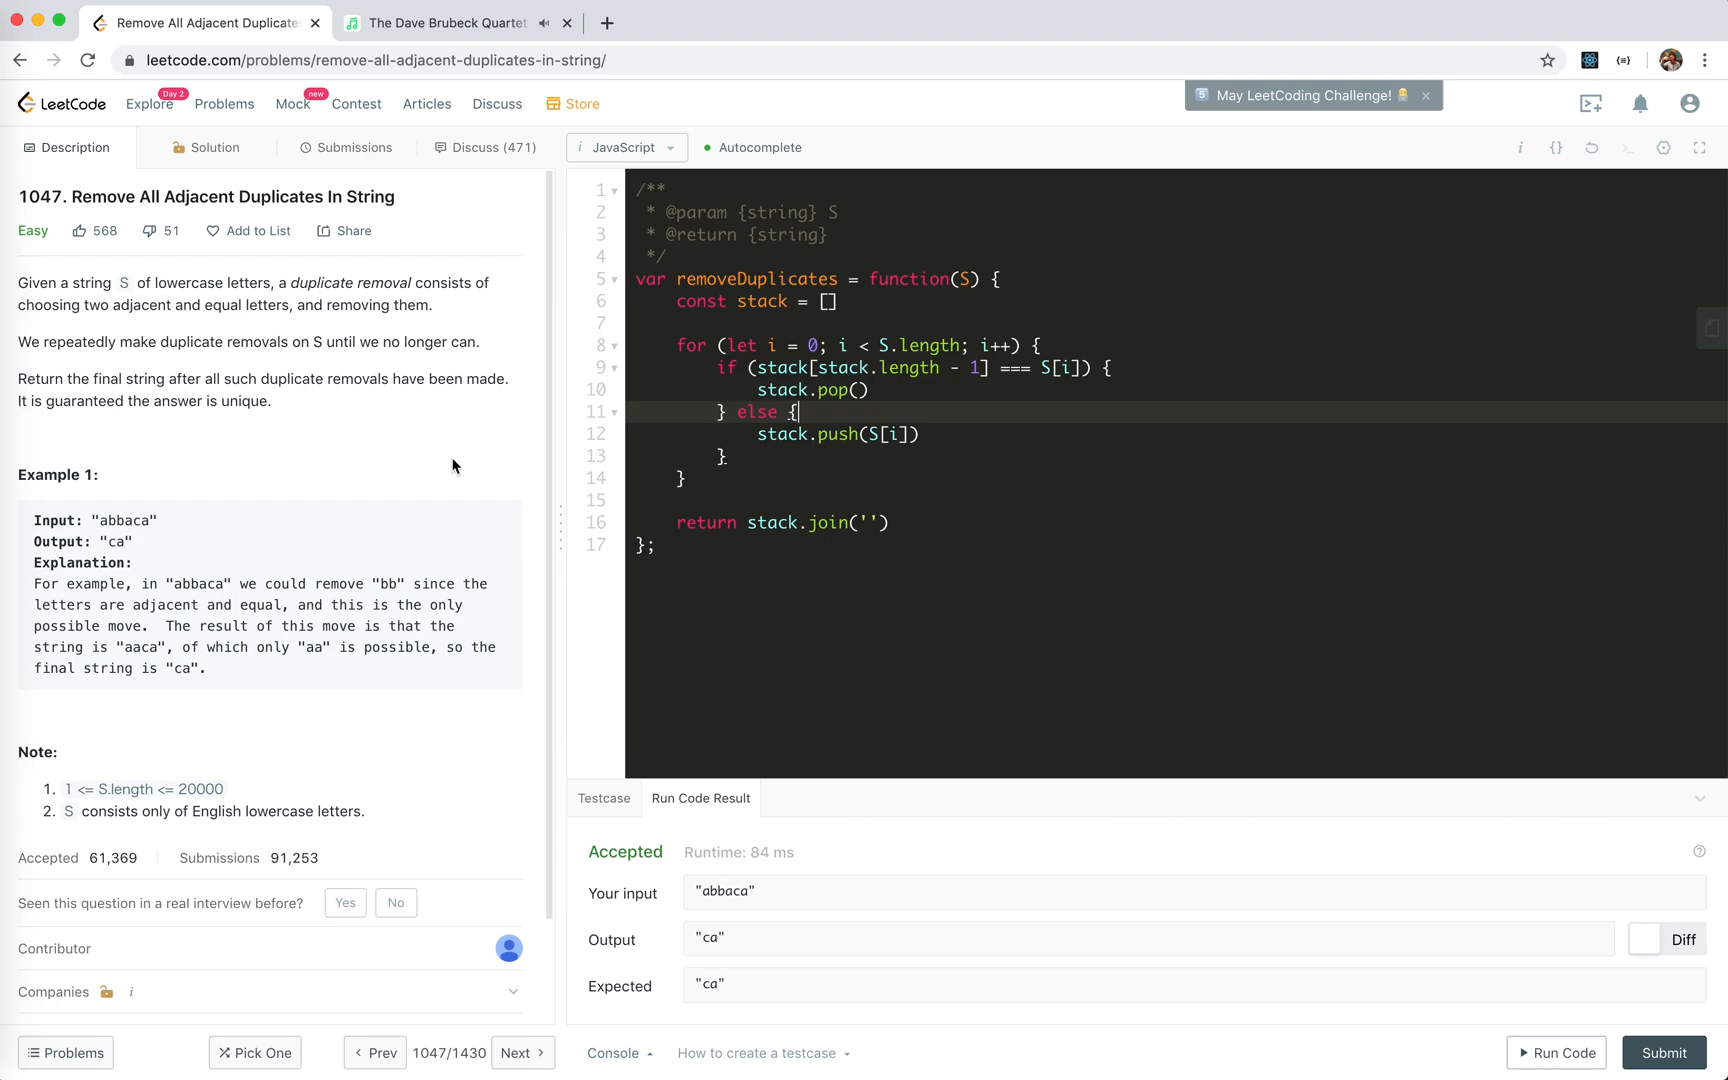 Remove All Adjacent Duplicates
The Dave Brubeck Quartet
leetcode.com/problems/remove-all-adjacent-duplicates-in-string/
LeetCode
Explore
Day 2
Problems
Mock
new
Contest
Articles
Discuss
Store
5 May LeetCoding Challenge!
Description
Solution
Submissions
Discuss (471)
i JavaScript
Autocomplete
i
{}
1047. Remove All Adjacent Duplicates In String
Easy
568
51
Add to List
Share
Given a string S of lowercase letters, a duplicate removal consists of
choosing two adjacent and equal letters, and removing them.
We repeatedly make duplicate removals on S until we no longer can.
Return the final string after all such duplicate removals have been made.
It is guaranteed the answer is unique.
Example 1:
Input: "abbaca"
Output: "ca"
Explanation:
For example, in "abbaca" we could remove "bb" since the
letters are adjacent and equal, and this is the only
possible move.  The result of this move is that the
string is "aaca", of which only "aa" is possible, so the
final string is "ca".
Note:
1. 1 <= S.length <= 20000
2. S consists only of English lowercase letters.
Accepted 61,369
Submissions 91,253
Seen this question in a real interview before?
Yes
No
Contributor
Companies i
Problems
Pick One
< Prev
1047/1430
Next >
1 /**
2  * @param {string} S
3  * @return {string}
4  */
5 var removeDuplicates = function(S) {
6     const stack = []
7
8     for (let i = 0; i < S.length; i++) {
9         if (stack[stack.length - 1] === S[i]) {
10             stack.pop()
11         } else {
12             stack.push(S[i])
13         }
14     }
15
16     return stack.join('')
17 };
Testcase
Run Code Result
Accepted
Runtime: 84 ms
Your input
"abbaca"
Output
"ca"
Diff
Expected
"ca"
Console
How to create a testcase
Run Code
Submit